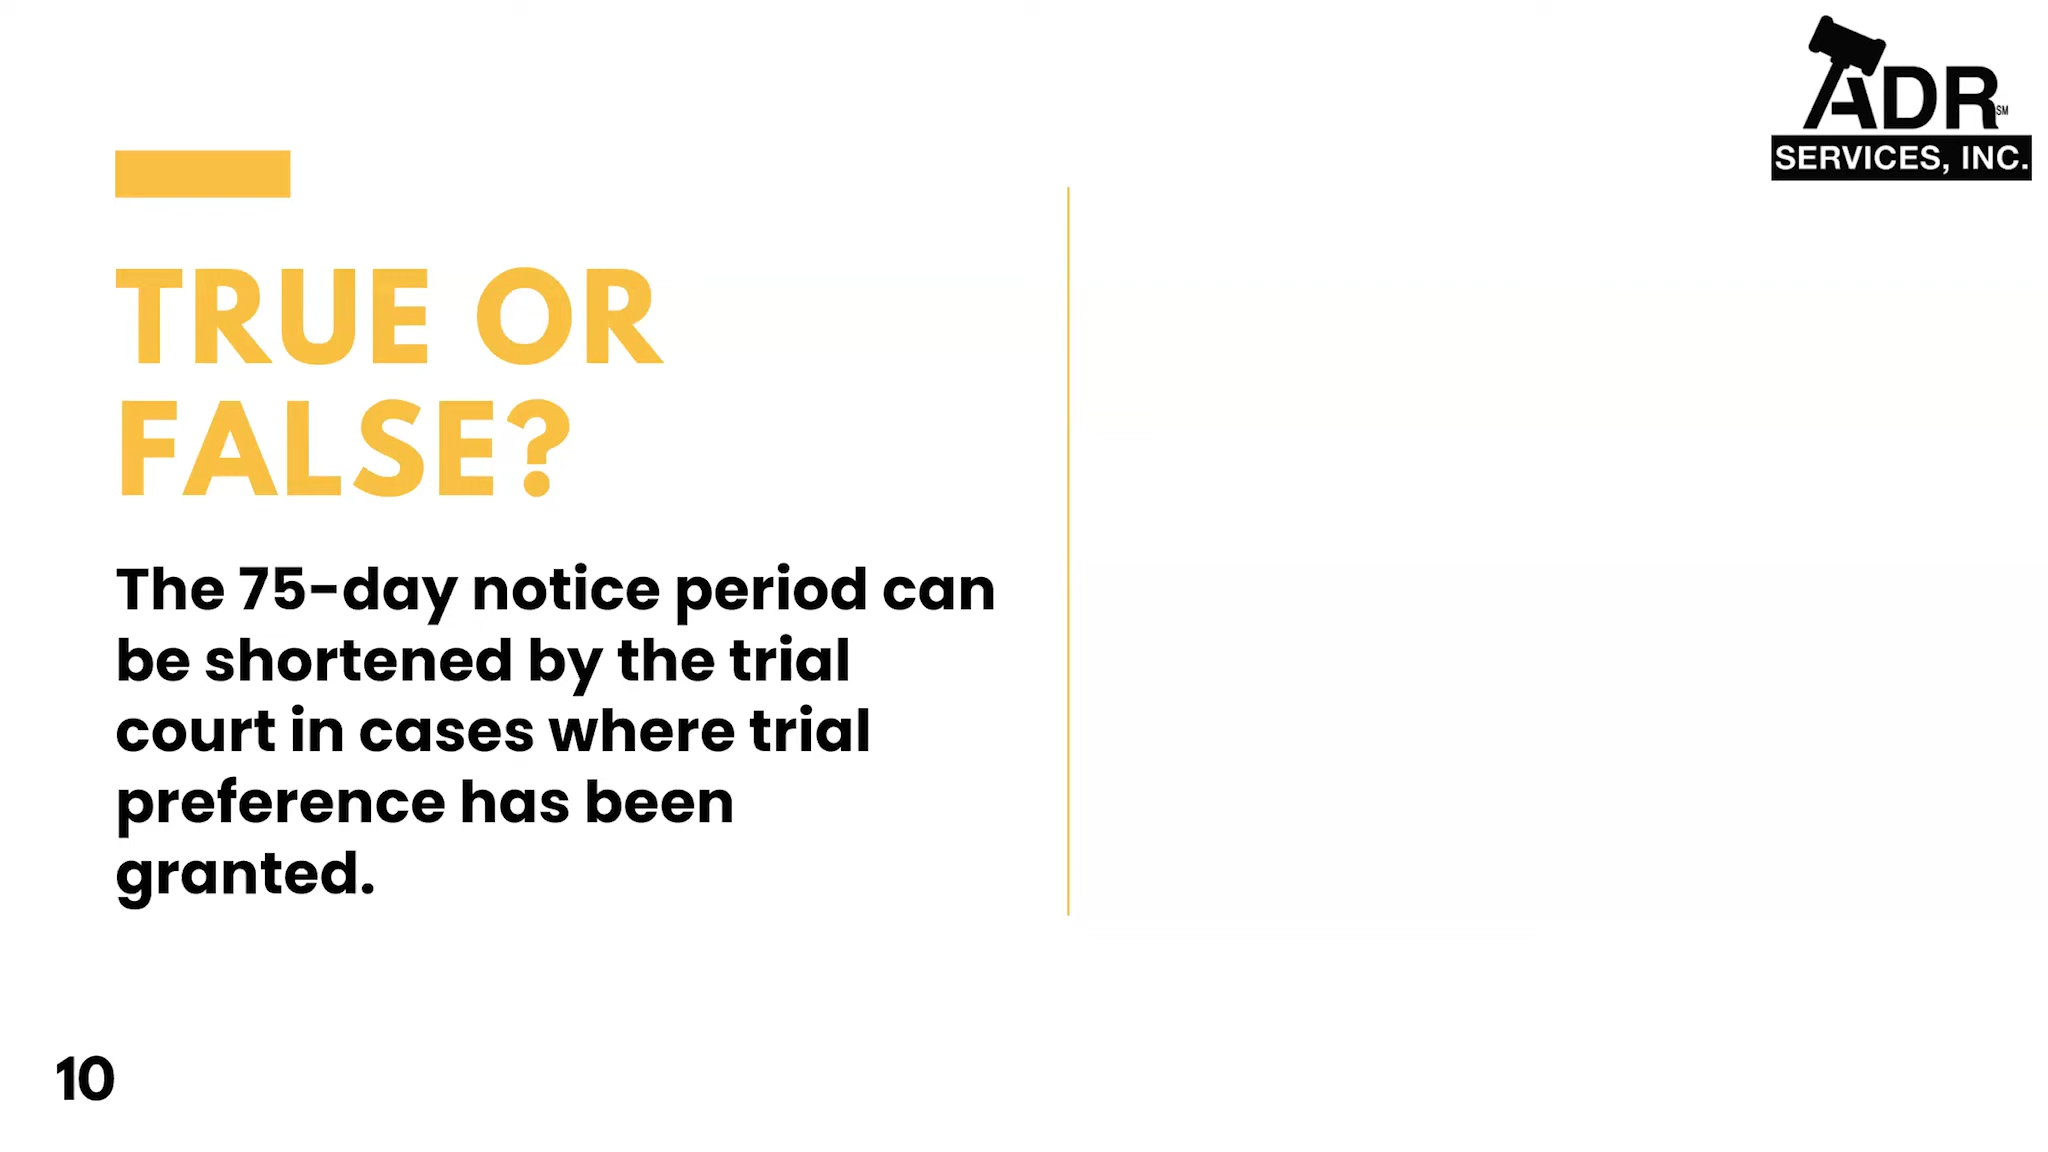 ADR SM
SERVICES, INC.
TRUE OR
FALSE?
The 75-day notice period can
be shortened by the trial
court in cases where trial
preference has been
granted.
10